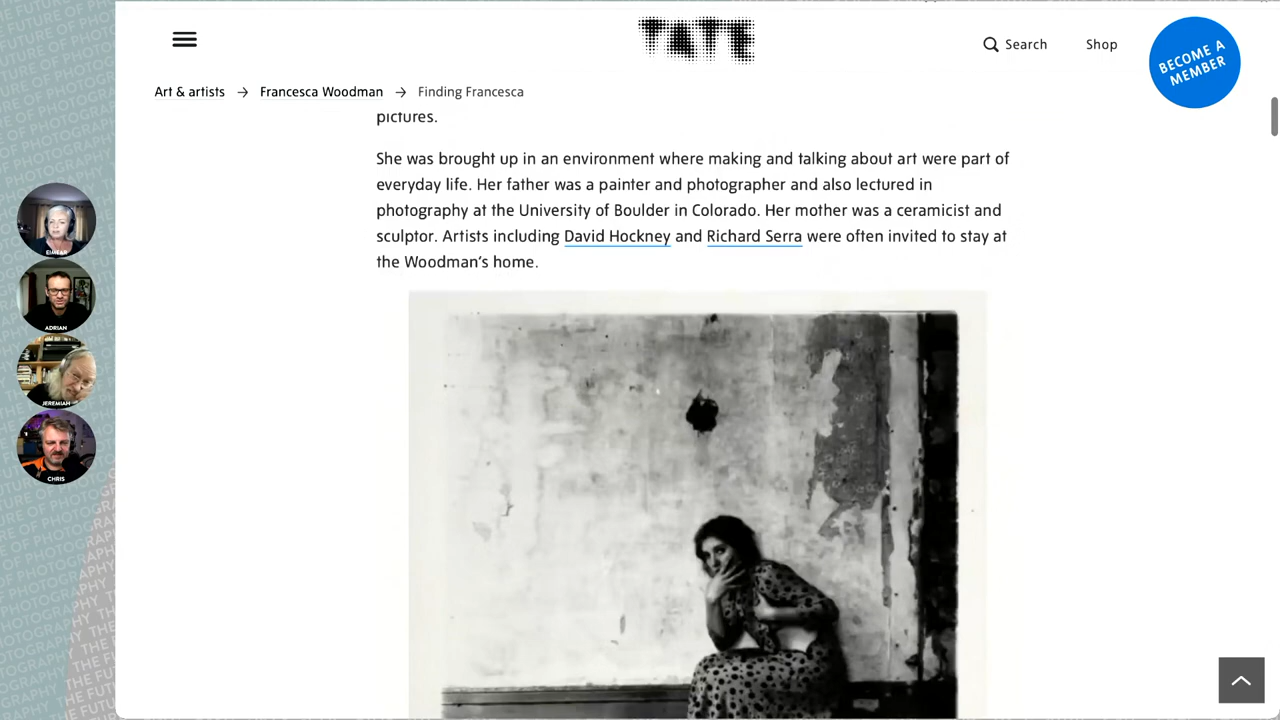 TATE
Search
Shop
BECOME A
MEMBER
Art & artists → Francesca Woodman → Finding Francesca
pictures.
She was brought up in an environment where making and talking about art were part of
everyday life. Her father was a painter and photographer and also lectured in
photography at the University of Boulder in Colorado. Her mother was a ceramicist and
sculptor. Artists including David Hockney and Richard Serra were often invited to stay at
the Woodman's home.
EIMEAR
ADRIAN
JEREMIAH
CHRIS